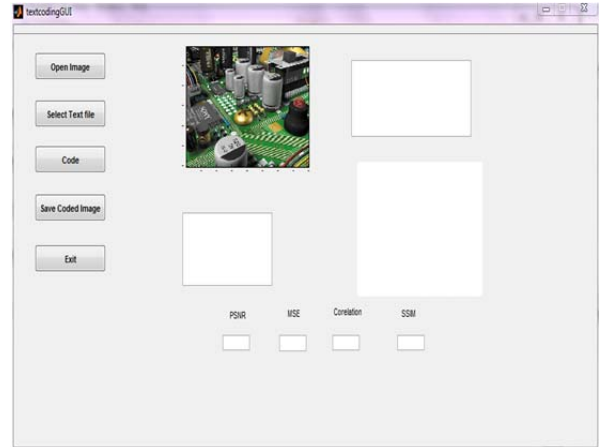 textcodingGUI
Open Image
Select Text file
Code
Save Coded Image
Exit
PSNR MSE Corelation SSIM